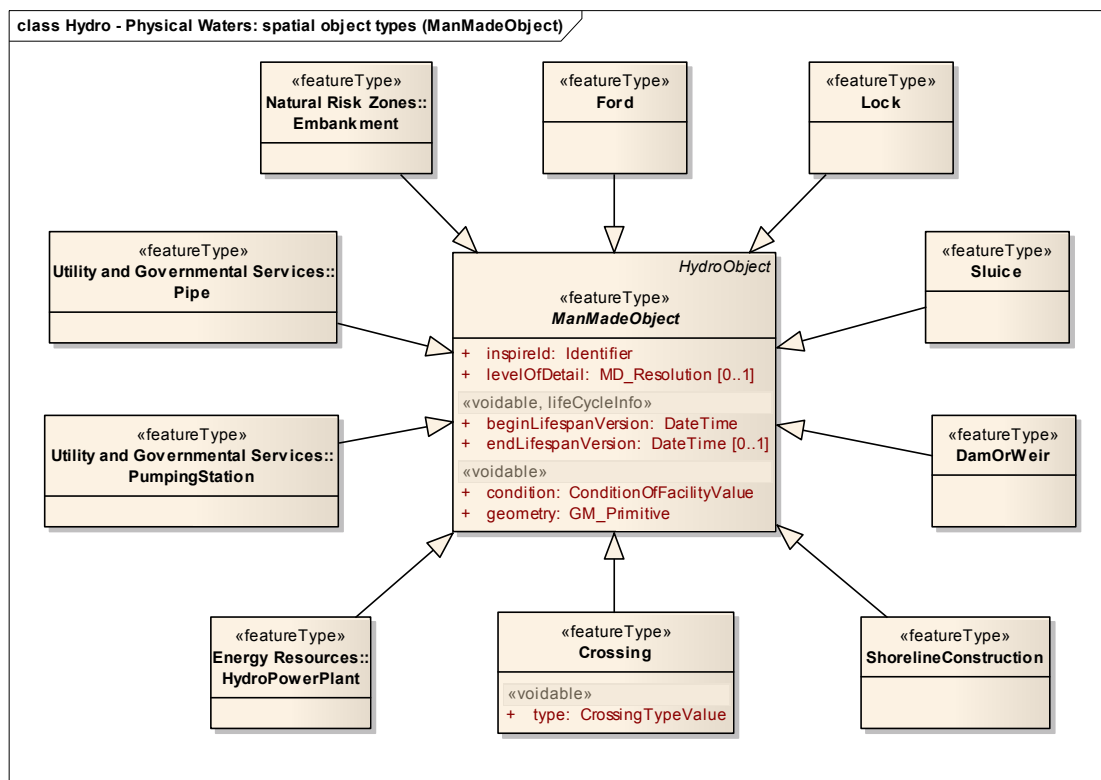 class Hydro - Physical Waters: spatial object types (ManMadeObject)
«featureType»
Natural Risk Zones::
Embankment
«featureType»
Ford
«featureType»
Lock
«featureType»
Utility and Governmental Services::
Pipe
HydroObject
«featureType»
ManMadeObject
+ inspireId: Identifier
+ levelOfDetail: MD_Resolution [0..1]
«voidable, lifeCycleInfo»
+ beginLifespanVersion: DateTime
+ endLifespanVersion: DateTime [0..1]
«voidable»
+ condition: ConditionOfFacilityValue
+ geometry: GM_Primitive
«featureType»
Sluice
«featureType»
Utility and Governmental Services::
PumpingStation
«featureType»
DamOrWeir
«featureType»
Energy Resources::
HydroPowerPlant
«featureType»
Crossing
«voidable»
+ type: CrossingTypeValue
«featureType»
ShorelineConstruction